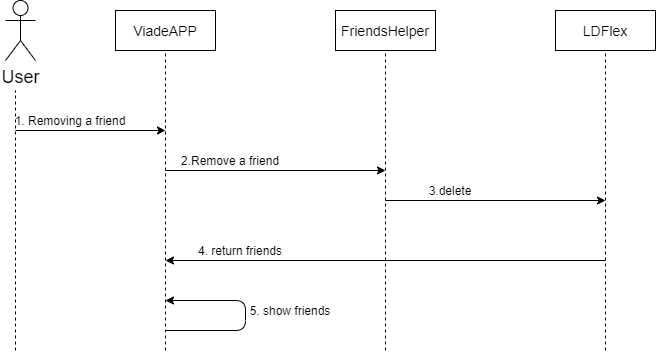 ViadeAPP
FriendsHelper
LDFlex
User
1. Removing a friend
2.Remove a friend
3.delete
4. return friends
5. show friends